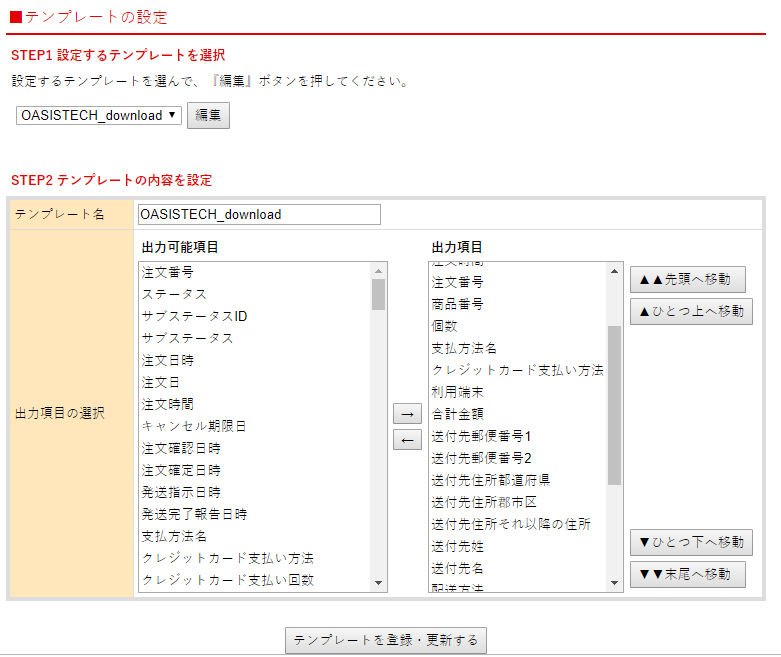 ■テンプレートの設定
STEP1 設定するテンプレートを選択
設定するテンプレートを選んで、『編集』ボタンを押してください。
OASISTECH_download ▼ 編集
STEP2 テンプレートの内容を設定
テンプレート名 OASISTECH_download
出力項目の選択
出力可能項目
注文番号
ステータス
サブステータスID
サブステータス
注文日時
注文日
注文時間
キャンセル期限日
注文確認日時
注文確定日時
発送指示日時
発送完了報告日時
支払方法名
クレジットカード支払い方法
クレジットカード支払い回数
→
←
出力項目
注文時間
注文番号
商品番号
個数
支払方法名
クレジットカード支払い方法
利用端末
合計金額
送付先郵便番号1
送付先郵便番号2
送付先住所都道府県
送付先住所郡市区
送付先住所それ以降の住所
送付先姓
送付先名
配送方法
▲▲先頭へ移動
▲ひとつ上へ移動
▼ひとつ下へ移動
▼▼末尾へ移動
テンプレートを登録・更新する